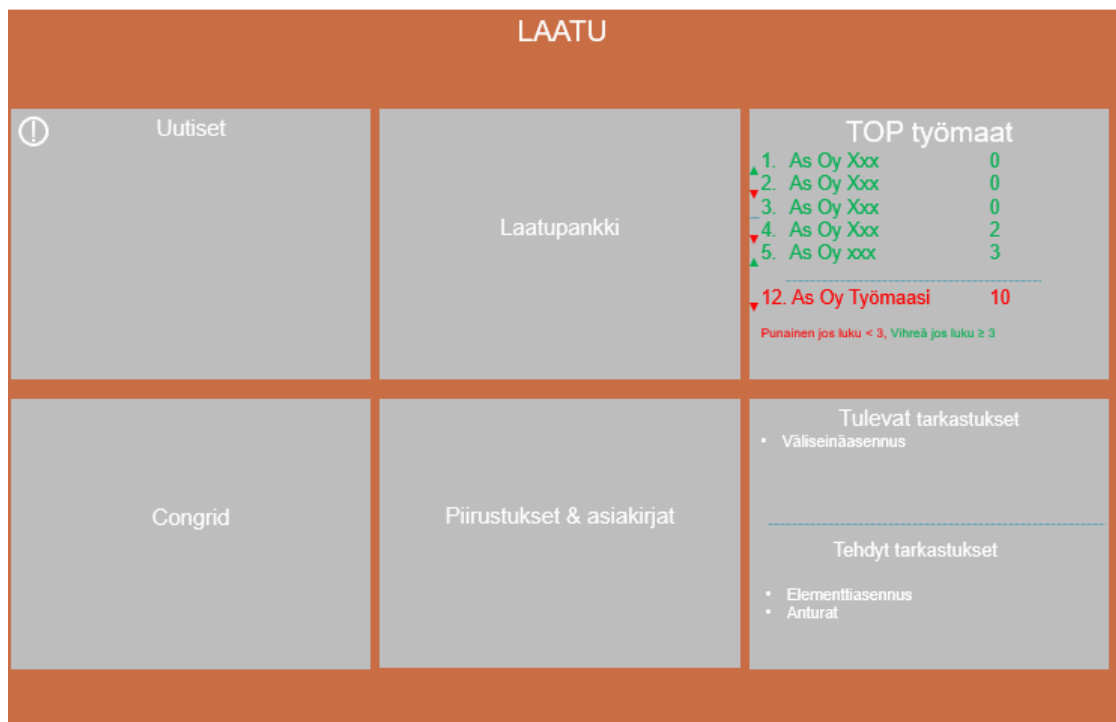 LAATU
Uutiset
Laatupankki
TOP työmaat
1. As Oy Xxx 0
2. As Oy Xxx 0
3. As Oy Xxx 0
4. As Oy Xxx 2
5. As Oy xxx 3
12. As Oy Työmaasi 10
Punainen jos luku < 3, Vihreä jos luku ≥ 3
Congrid
Piirustukset & asiakirjat
Tulevat tarkastukset
• Väliseinäasennus
Tehdyt tarkastukset
• Elementtiasennus
• Anturat